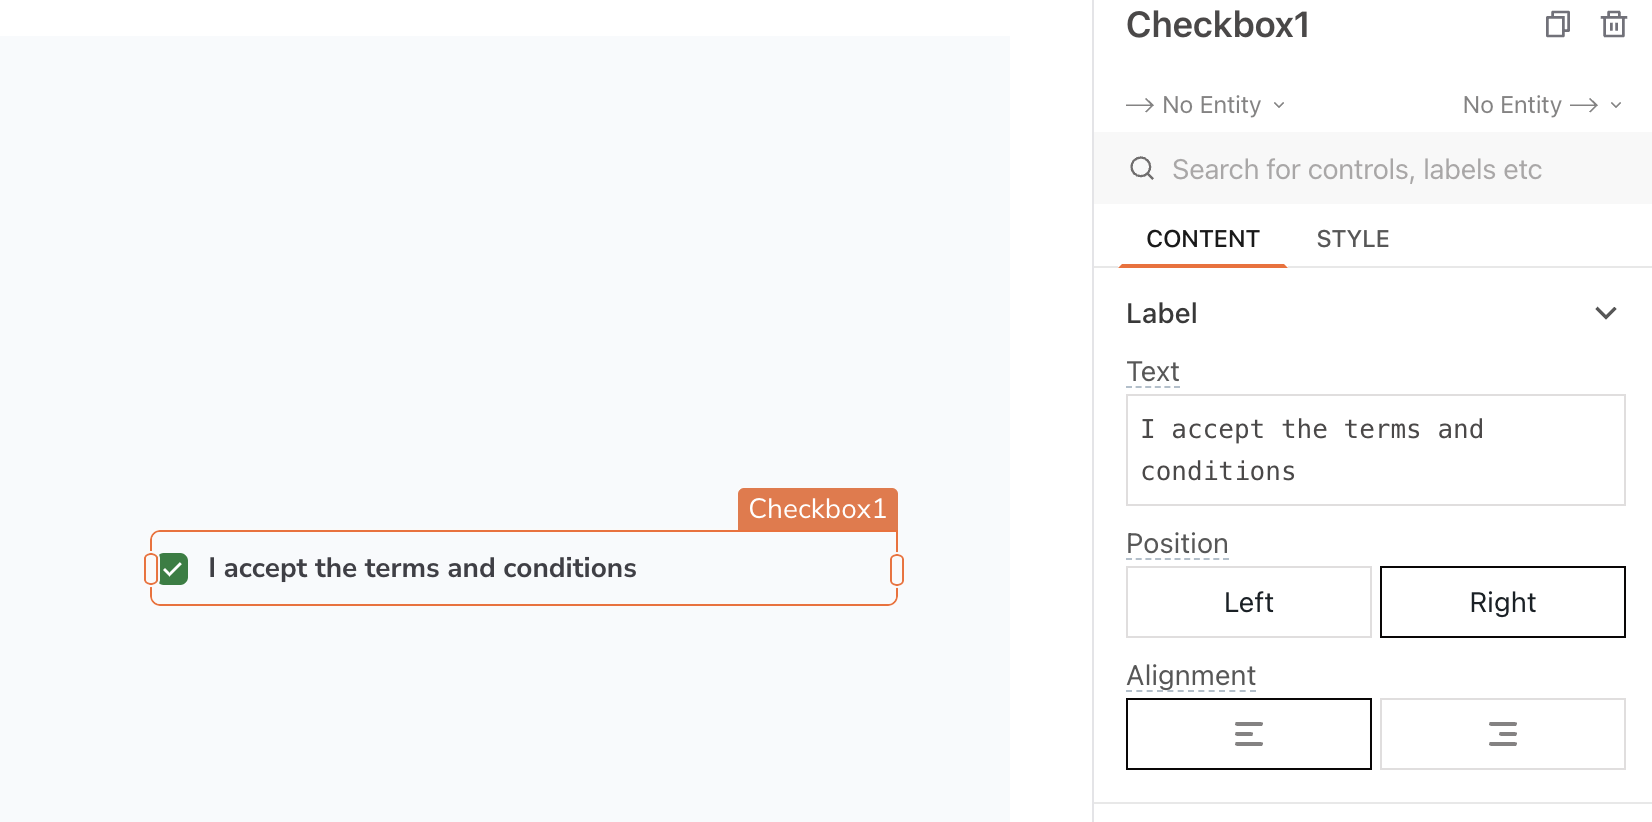 Checkbox1
No Entity
No Entity
Search for controls, labels etc
CONTENT
STYLE
Label
Text
I accept the terms and
conditions
Position
Left
Right
Alignment
Checkbox1
I accept the terms and conditions